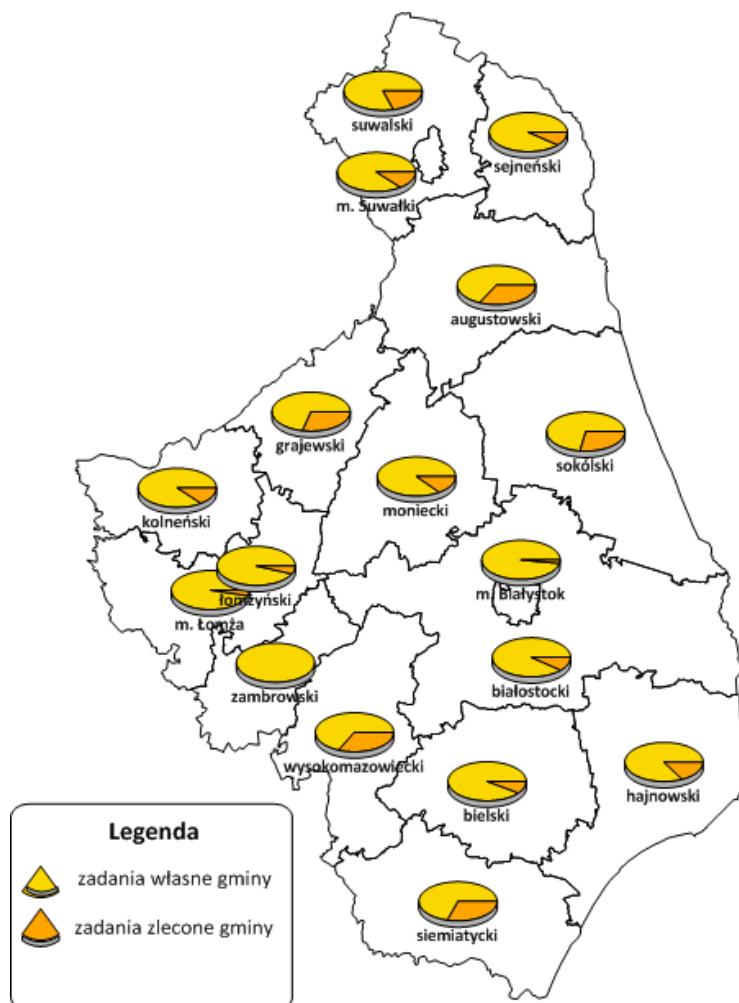 suwalski
sejneński
m. Suwałki
augustowski
grajewski
sokólski
moniecki
kolneński
łomżyński
m. Białystok
m. Łomża
zambrowski
białostocki
wysokomazowiecki
hajnowski
bielski
Legenda
zadania własne gminy
zadania zlecone gminy
siemiatycki